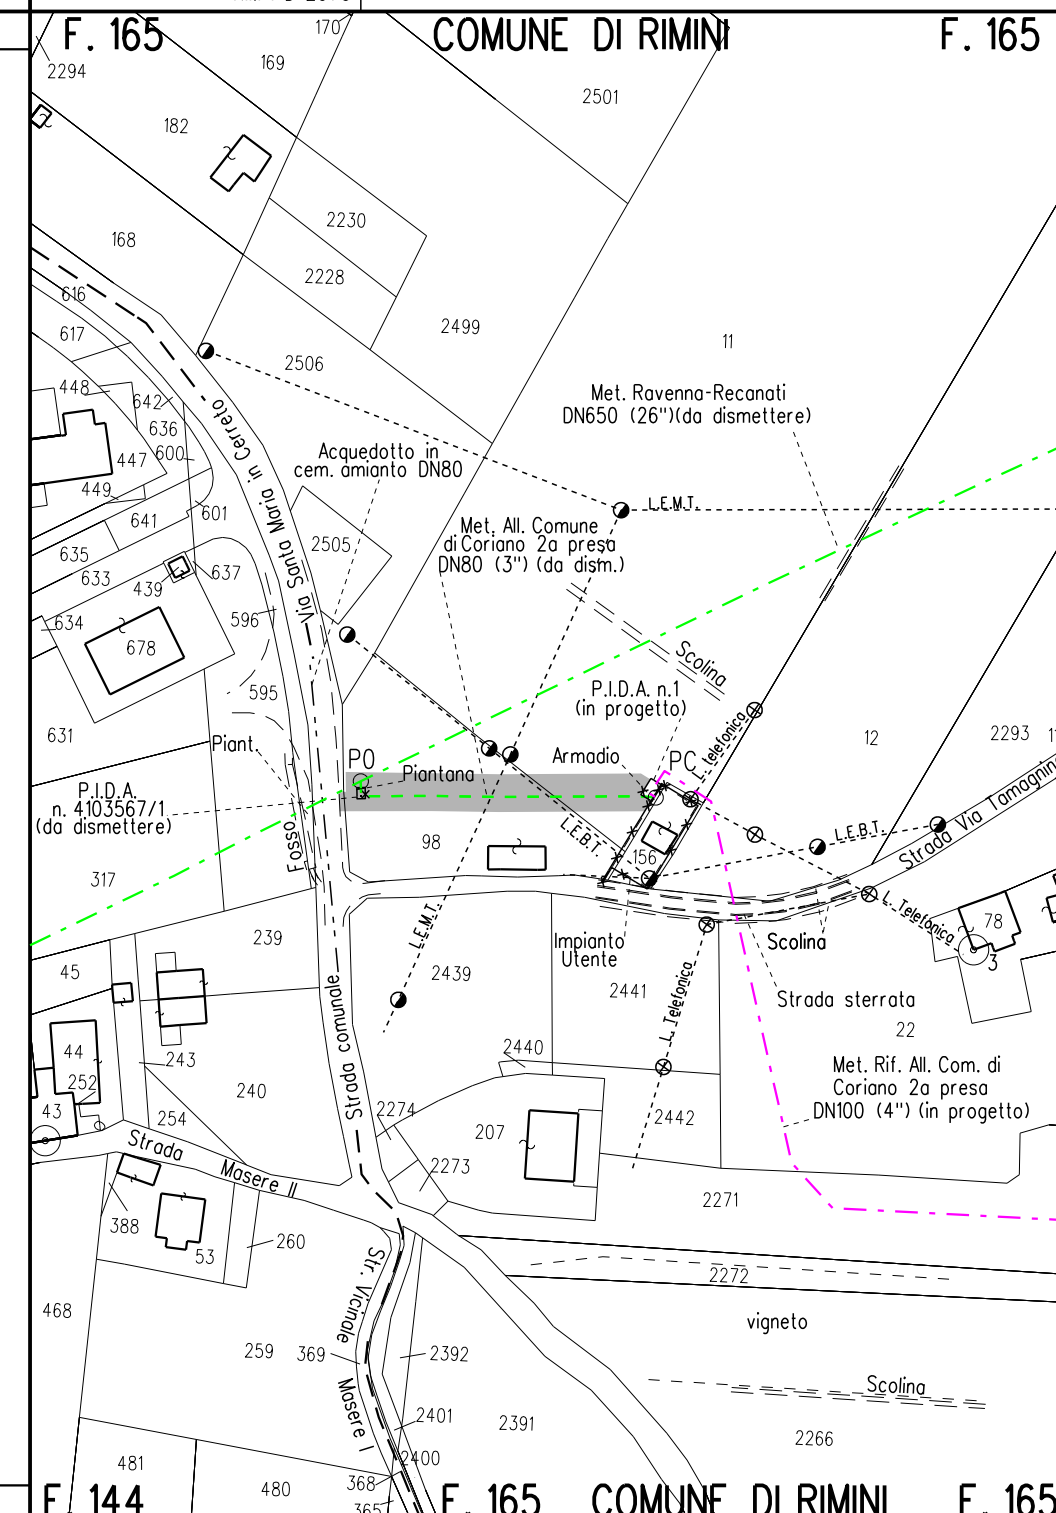 F. 165
COMUNE DI RIMINI
F. 165
170
2294
169
2501
182
168
2230
2228
2499
616
617
2506
11
448
642
636
600
447
449
641
601
Met. Ravenna-Recanati
DN650 (26")(da dismettere)
Acquedotto in
cem. amianto DN80
Via Santa Maria in Cerreto
L.E.M.T.
Met. All. Comune
di Coriano 2a presa
DN80 (3") (da dism.)
2505
635
633
439
637
634
678
596
595
631
Scolina
P.I.D.A. n.1
(in progetto)
L. telefonica
12
2293
Piant.
P0
Piantana
Armadio
PC
P.I.D.A.
n. 4103567/1
(da dismettere)
Fosso
98
L.E.B.T.
156
L.E.B.T.
Strada Via Tamagnini
317
239
L.E.M.T.
Impianto
Utente
Scolina
L. Telefonica
78
3
45
2439
2441
L. Telefonica
Strada sterrata
22
44
252
43
243
240
254
Strada comunale
2440
2274
207
2442
Met. Rif. All. Com. di
Coriano 2a presa
DN100 (4") (in progetto)
Strada Masere II
2273
2271
388
53
260
2272
468
Str. Vicinale Masere I
259
369
2392
vigneto
Scolina
2401
2391
2400
2266
481
480
368
365
F. 144
F. 165
COMUNE DI RIMINI
F. 165